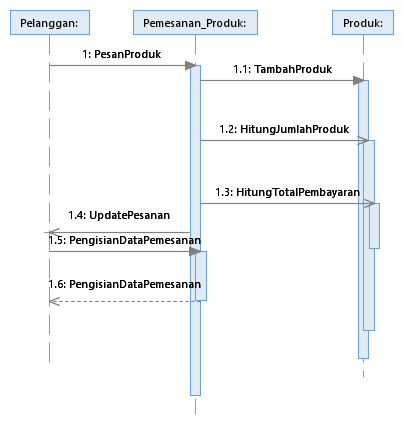 Pelanggan:
Pemesanan_Produk:
Produk:
1: PesanProduk
1.1: TambahProduk
1.2: HitungJumlahProduk
1.3: HitungTotalPembayaran
1.4: UpdatePesanan
1.5: PengisianDataPemesanan
1.6: PengisianDataPemesanan